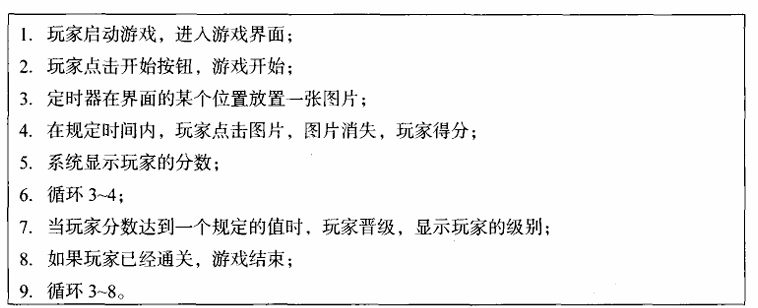 1. 玩家启动游戏，进入游戏界面；
2. 玩家点击开始按钮，游戏开始；
3. 定时器在界面的某个位置放置一张图片；
4. 在规定时间内，玩家点击图片，图片消失，玩家得分；
5. 系统显示玩家的分数；
6. 循环 3~4；
7. 当玩家分数达到一个规定的值时，玩家晋级，显示玩家的级别；
8. 如果玩家已经通关，游戏结束；
9. 循环 3~8。